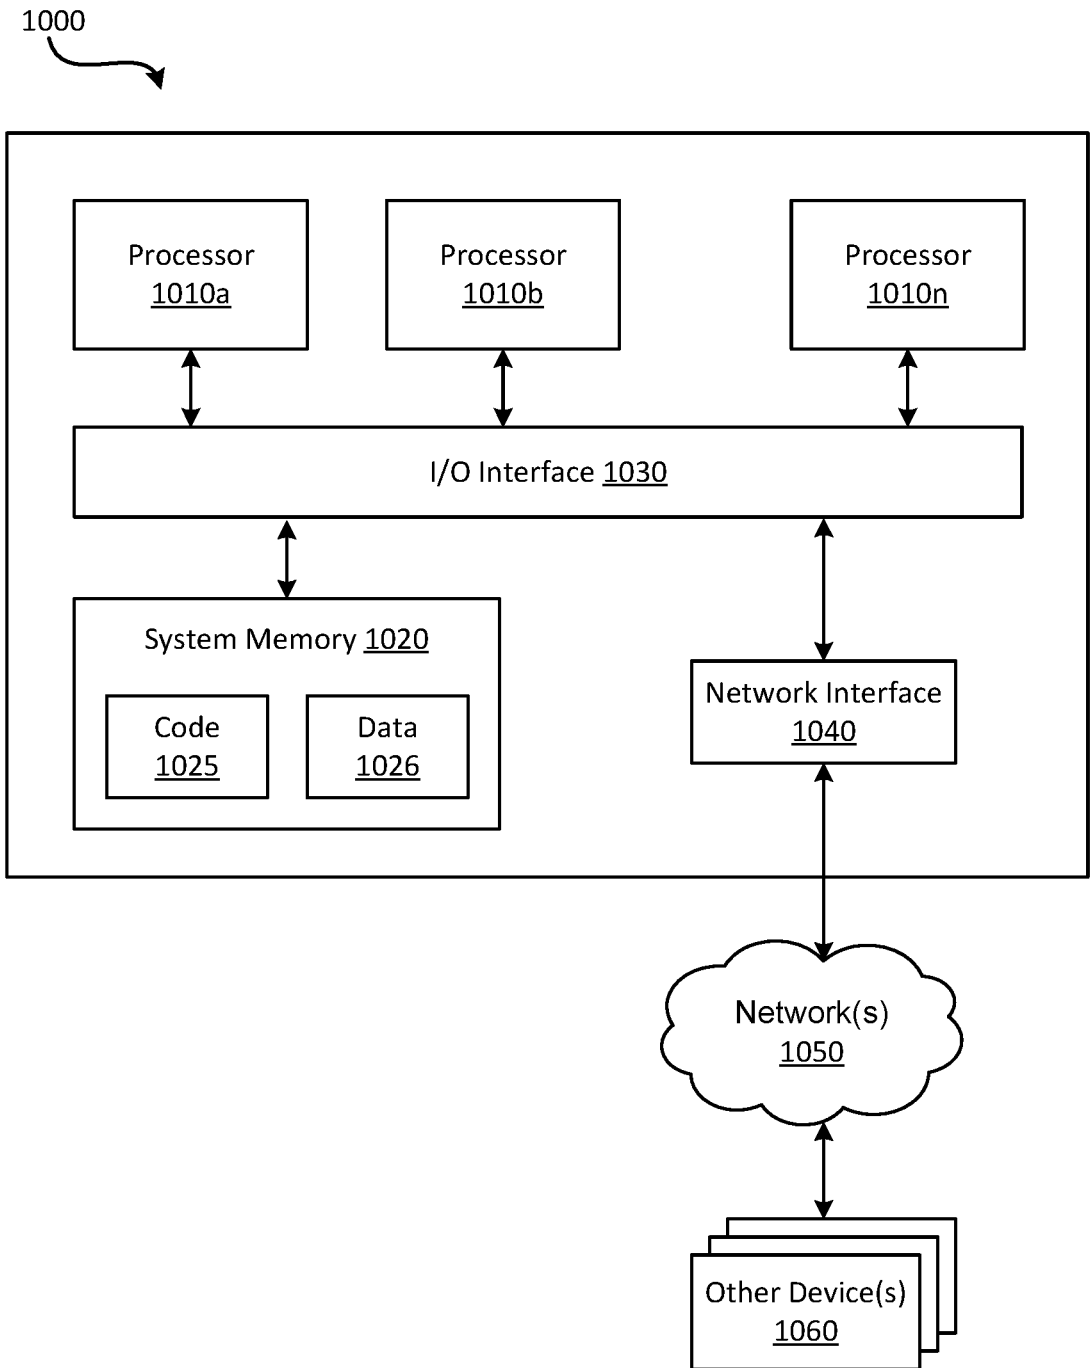 1000
Processor
1010a
Processor
1010b
Processor
1010n
I/O Interface 1030
System Memory 1020
Code
1025
Data
1026
Network Interface
1040
Network(s)
1050
Other Device(s)
1060